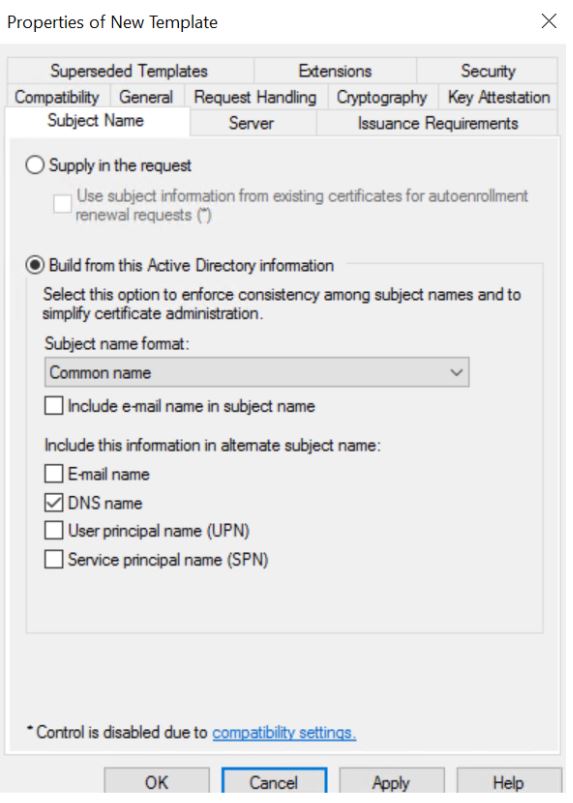 Properties of New Template
Superseded Templates Extensions Security
Compatibility General Request Handling Cryptography Key Attestation
Subject Name Server Issuance Requirements
Supply in the request
Use subject information from existing certificates for autoenrollment
renewal requests (*)
Build from this Active Directory information
Select this option to enforce consistency among subject names and to
simplify certificate administration.
Subject name format:
Common name
Include e-mail name in subject name
Include this information in alternate subject name:
E-mail name
DNS name
User principal name (UPN)
Service principal name (SPN)
* Control is disabled due to compatibility settings.
OK Cancel Apply Help